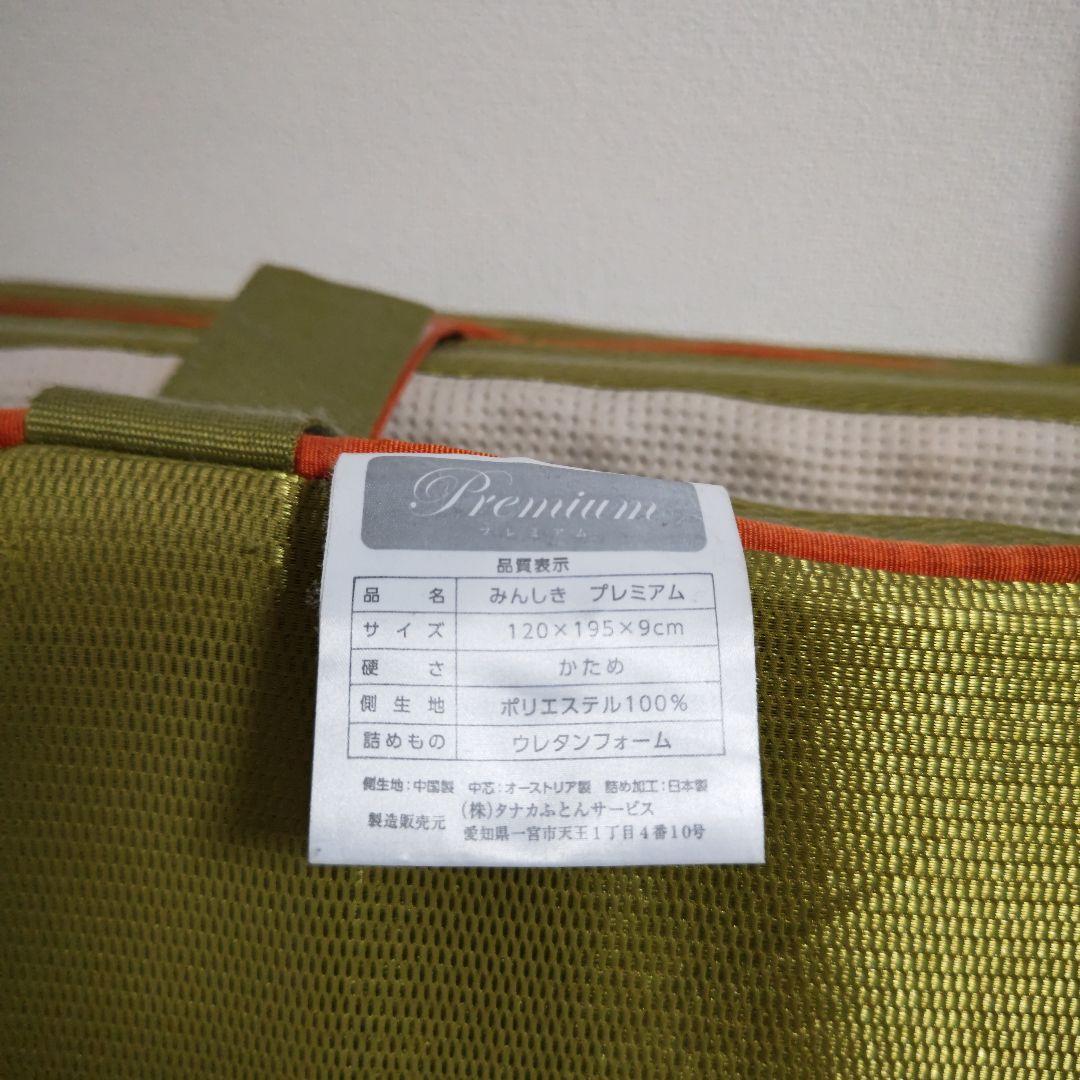 Premium
プレミアム
品質表示
品名 みんしき プレミアム
サイズ 120×195×9cm
硬さ かため
側生地 ポリエステル100%
詰めもの ウレタンフォーム
側生地:中国製 中芯:オーストリア製 詰め加工:日本製
製造販売元 (株)タナカふとんサービス
愛知県一宮市天王1丁目4番10号